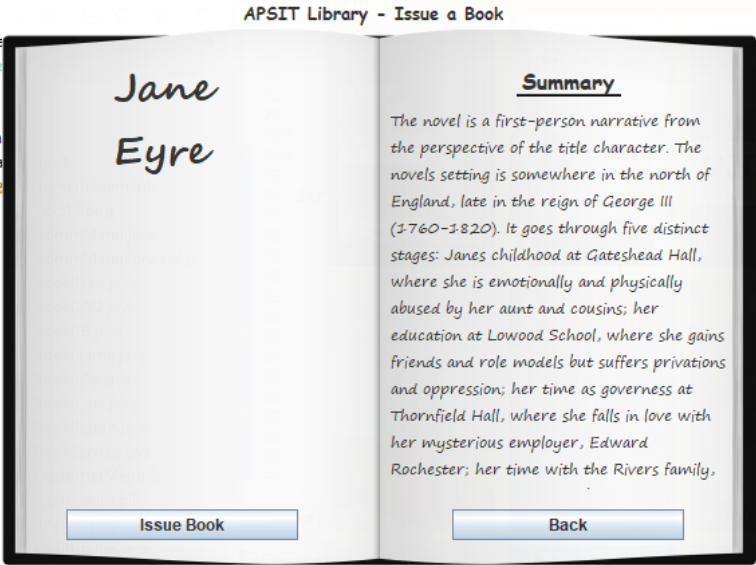 APSIT Library - Issue a Book
Jane
Eyre
Summary
The novel is a first-person narrative from
the perspective of the title character. The
novels setting is somewhere in the north of
England, late in the reign of George III
(1760-1820). It goes through five distinct
stages: Janes childhood at Gateshead Hall,
where she is emotionally and physically
abused by her aunt and cousins; her
education at Lowood School, where she gains
friends and role models but suffers privations
and oppression; her time as governess at
Thornfield Hall, where she falls in love with
her mysterious employer, Edward
Rochester; her time with the Rivers family,
Issue Book
Back